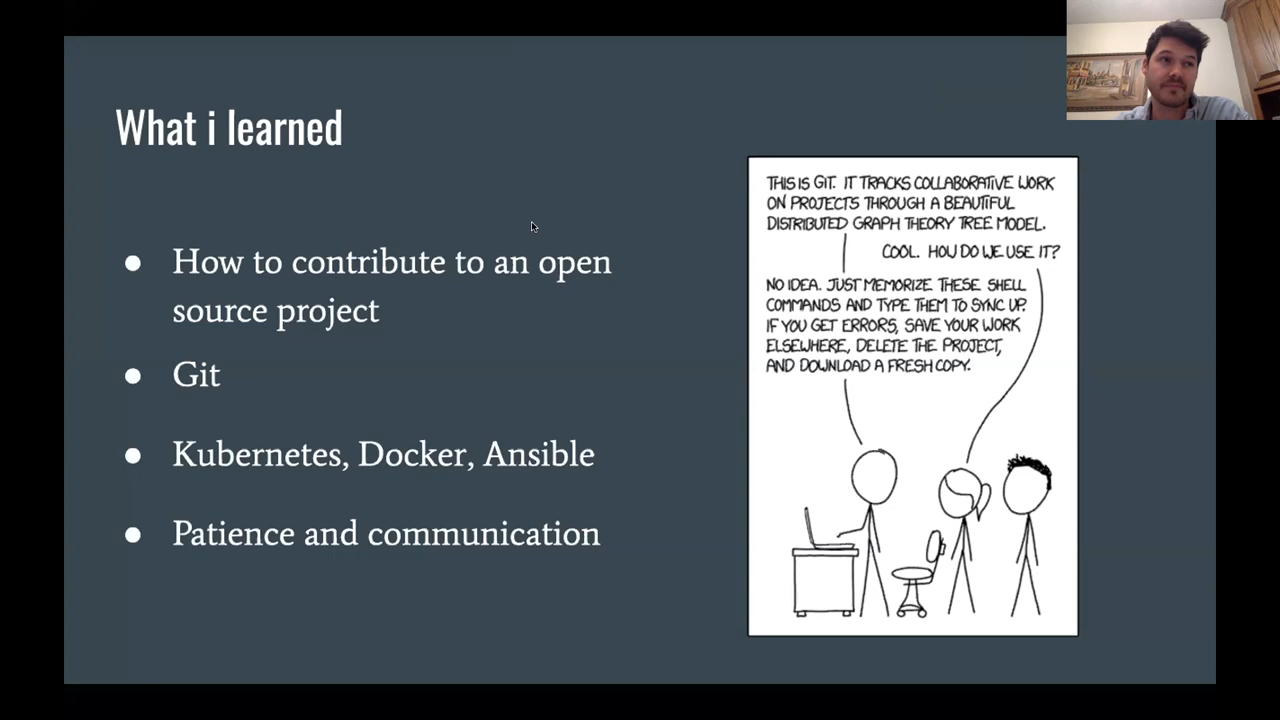 What i learned
● How to contribute to an open
source project
● Git
● Kubernetes, Docker, Ansible
● Patience and communication
THIS IS GIT. IT TRACKS COLLABORATIVE WORK
ON PROJECTS THROUGH A BEAUTIFUL
DISTRIBUTED GRAPH THEORY TREE MODEL.
COOL. HOW DO WE USE IT?
NO IDEA. JUST MEMORIZE THESE SHELL
COMMANDS AND TYPE THEM TO SYNC UP.
IF YOU GET ERRORS, SAVE YOUR WORK
ELSEWHERE, DELETE THE PROJECT,
AND DOWNLOAD A FRESH COPY.